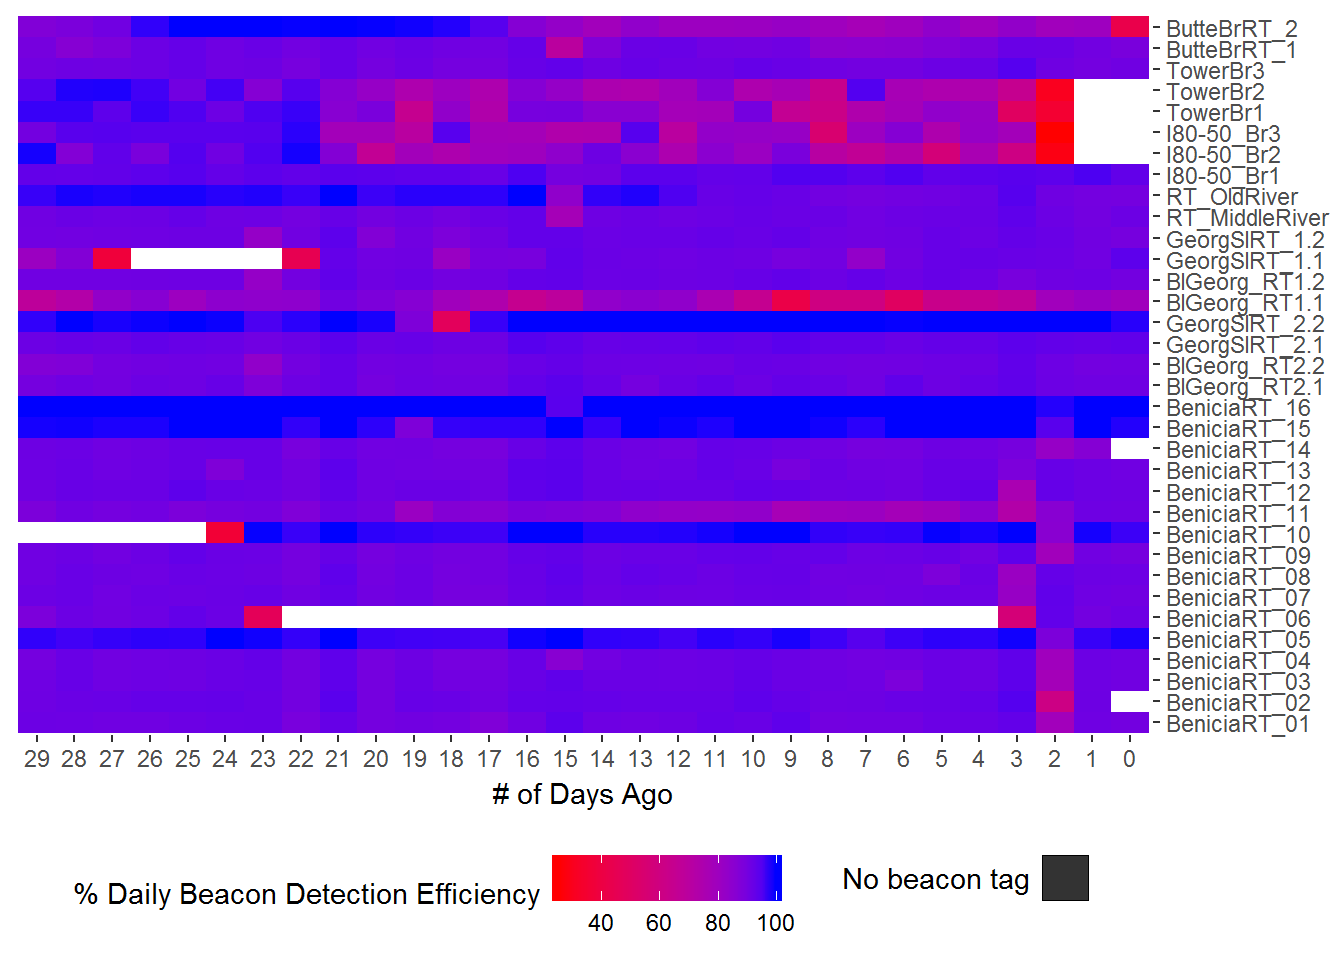 ButteBrRT_2
ButteBrRT_1
TowerBr3
TowerBr2
TowerBr1
I80-50_Br3
I80-50_Br2
I80-50_Br1
RT_OldRiver
RT_MiddleRiver
GeorgSlRT_1.2
GeorgSlRT_1.1
BlGeorg_RT1.2
BlGeorg_RT1.1
GeorgSlRT_2.2
GeorgSlRT_2.1
BlGeorg_RT2.2
BlGeorg_RT2.1
BeniciaRT_16
BeniciaRT_15
BeniciaRT_14
BeniciaRT_13
BeniciaRT_12
BeniciaRT_11
BeniciaRT_10
BeniciaRT_09
BeniciaRT_08
BeniciaRT_07
BeniciaRT_06
BeniciaRT_05
BeniciaRT_04
BeniciaRT_03
BeniciaRT_02
BeniciaRT_01
29 28 27 26 25 24 23 22 21 20 19 18 17 16 15 14 13 12 11 10 9 8 7 6 5 4 3 2 1 0
# of Days Ago
% Daily Beacon Detection Efficiency
40 60 80 100
No beacon tag